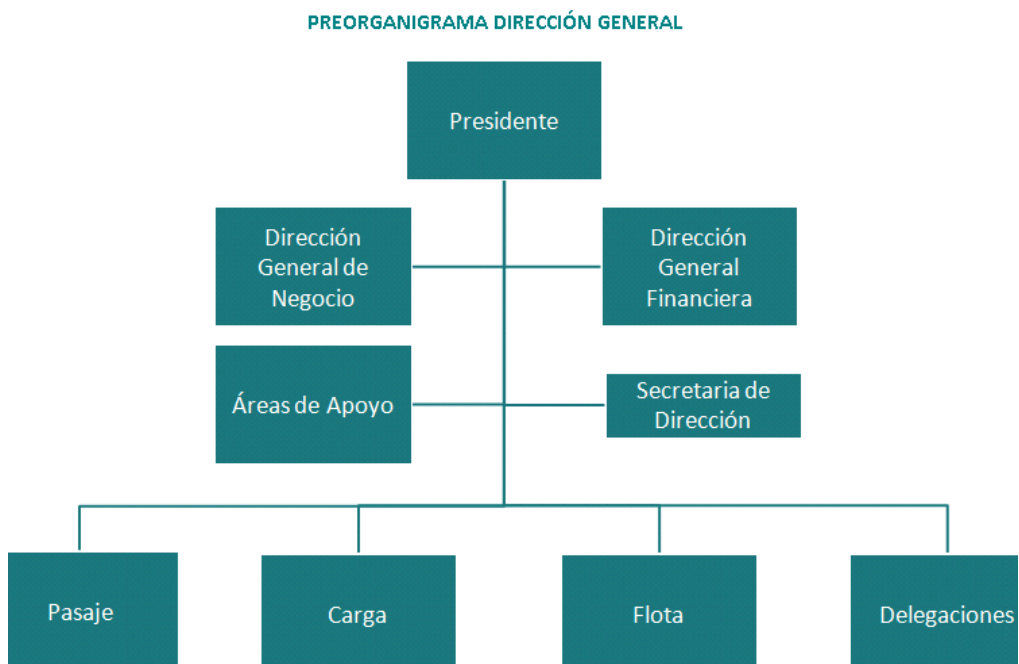 PREORGANIGRAMA DIRECCIÓN GENERAL
Presidente
Dirección
General de
Negocio
Dirección
General
Financiera
Áreas de Apoyo
Secretaria de
Dirección
Pasaje
Carga
Flota
Delegaciones